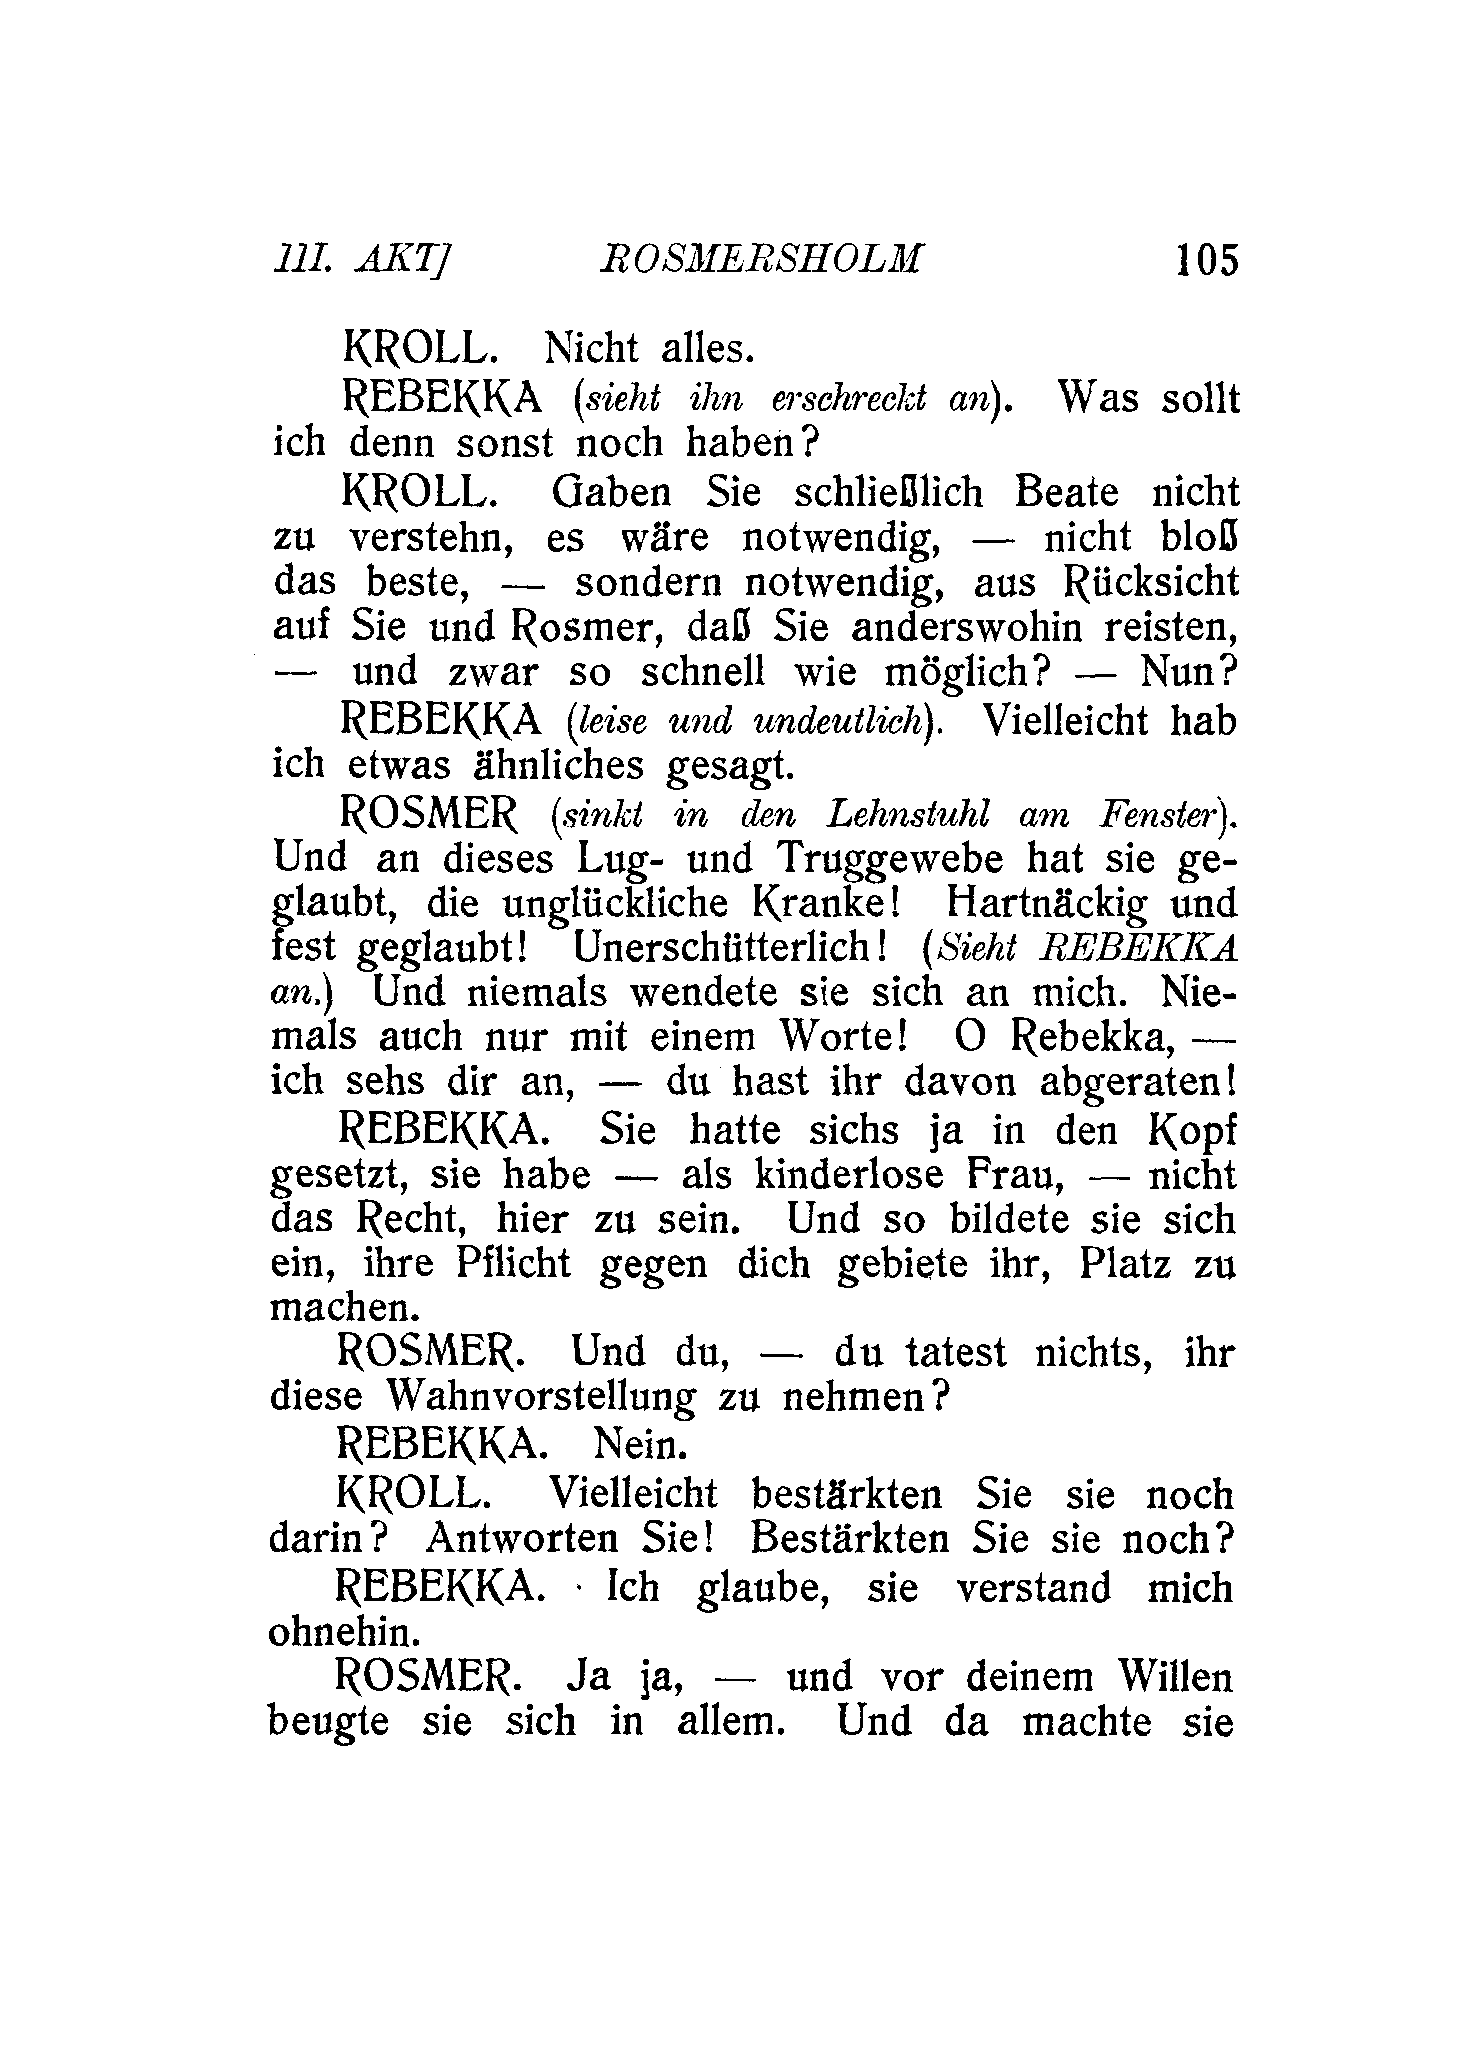 III. AKT] ROSMERSHOLM 105
KROLL. Nicht alles.
REBEKKA (sieht ihn erschreckt an). Was sollt
ich denn sonst noch haben?
KROLL. Gaben Sie schließlich Beate nicht
zu verstehn, es wäre notwendig, — nicht bloß
das beste, — sondern notwendig, aus Rücksicht
auf Sie und Rosmer, daß Sie anderswohin reisten,
— und zwar so schnell wie möglich? — Nun?
REBEKKA (leise und undeutlich). Vielleicht hab
ich etwas ähnliches gesagt.
ROSMER (sinkt in den Lehnstuhl am Fenster).
Und an dieses Lug- und Truggewebe hat sie ge-
glaubt, die unglückliche Kranke! Hartnäckig und
fest geglaubt! Unerschütterlich! (Sieht REBEKKA
an.) Und niemals wendete sie sich an mich. Nie-
mals auch nur mit einem Worte! O Rebekka, —
ich sehs dir an, — du hast ihr davon abgeraten!
REBEKKA. Sie hatte sichs ja in den Kopf
gesetzt, sie habe — als kinderlose Frau, — nicht
das Recht, hier zu sein. Und so bildete sie sich
ein, ihre Pflicht gegen dich gebiete ihr, Platz zu
machen.
ROSMER. Und du, — du tatest nichts, ihr
diese Wahnvorstellung zu nehmen?
REBEKKA. Nein.
KROLL. Vielleicht bestärkten Sie sie noch
darin? Antworten Sie! Bestärkten Sie sie noch?
REBEKKA. Ich glaube, sie verstand mich
ohnehin.
ROSMER. Ja ja, — und vor deinem Willen
beugte sie sich in allem. Und da machte sie